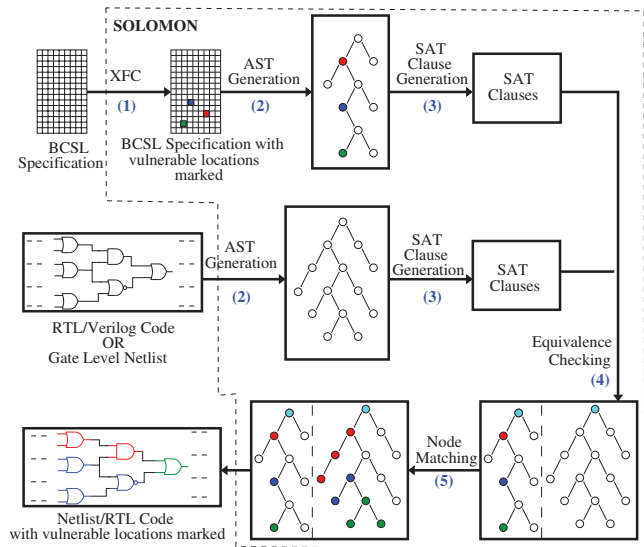 SOLOMON
XFC
(1)
AST
Generation
(2)
SAT
Clause
Generation
(3)
SAT
Clauses
BCSL
Specification
BCSL Specification with
vulnerable locations
marked
AST
Generation
(2)
SAT
Clause
Generation
(3)
SAT
Clauses
RTL/Verilog Code
OR
Gate Level Netlist
Equivalence
Checking
(4)
Node
Matching
(5)
Netlist/RTL Code
with vulnerable locations marked